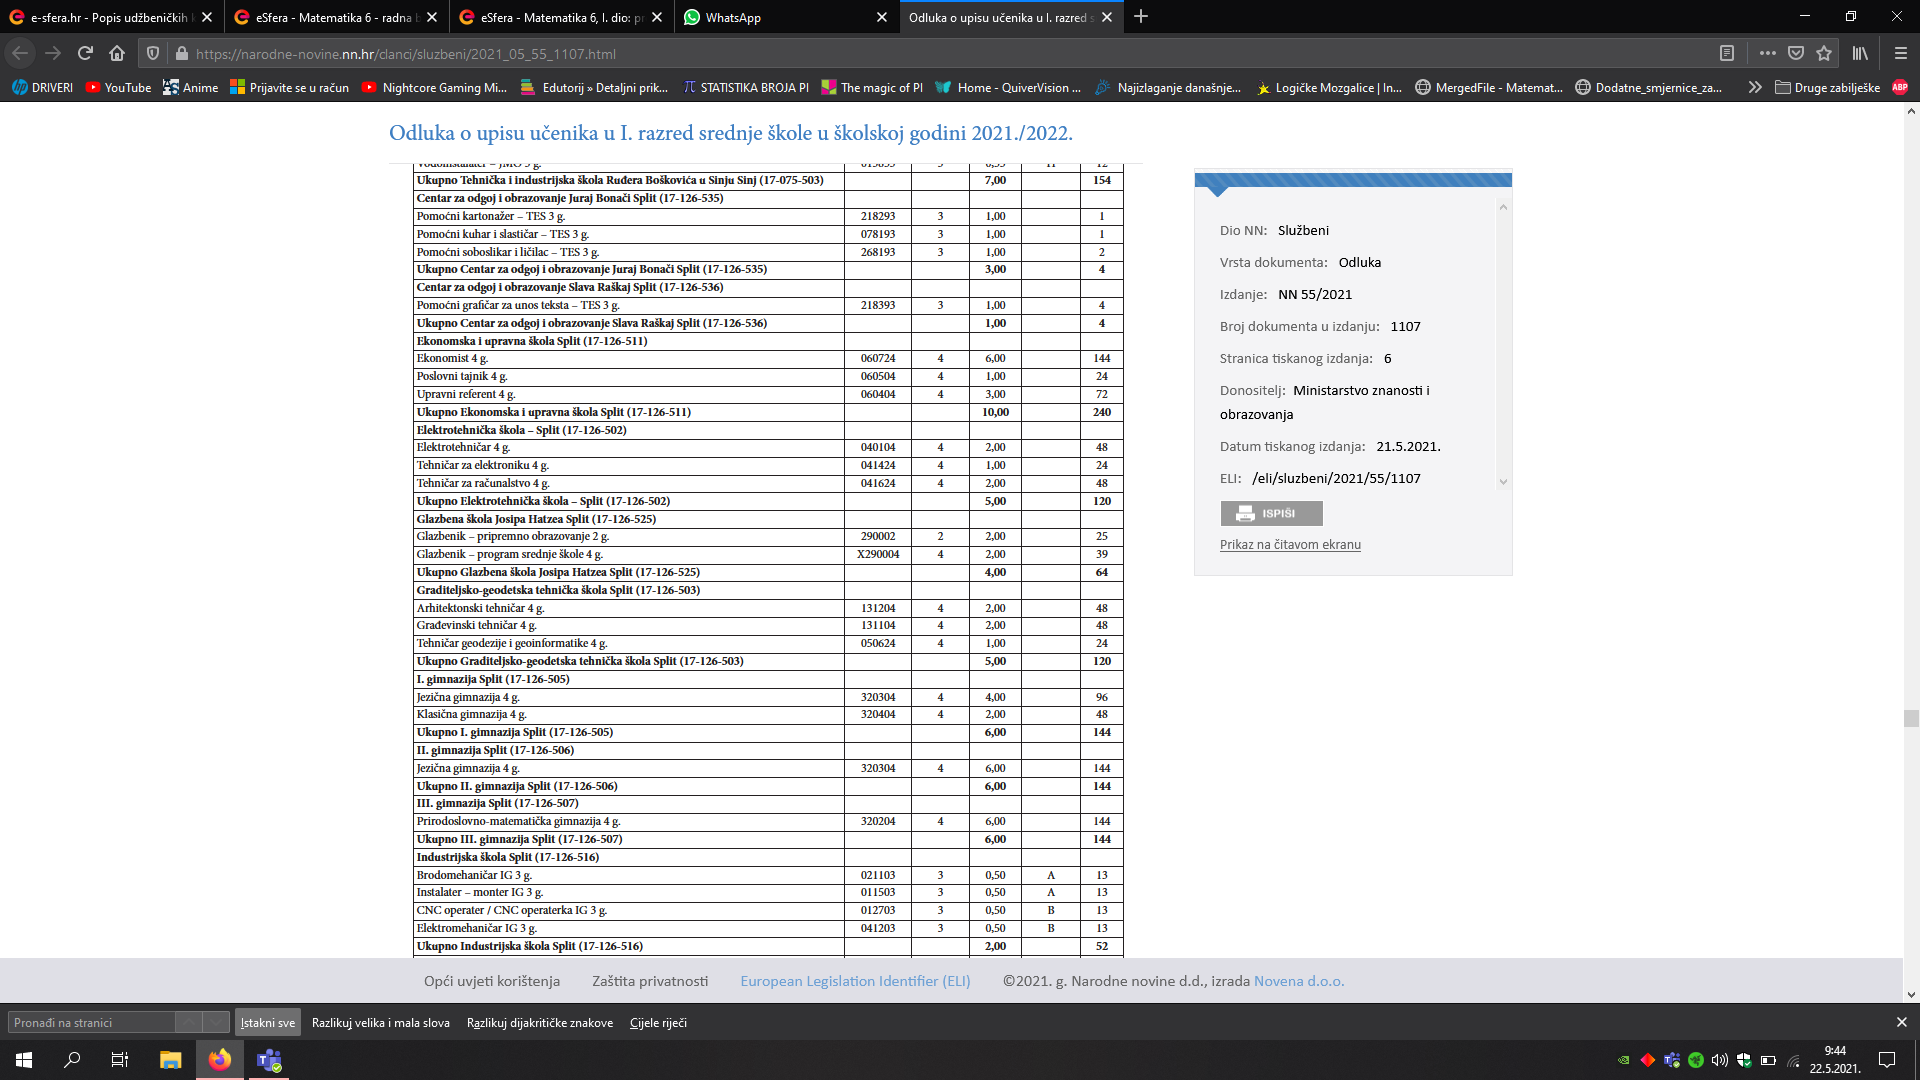 e-sfera.hr - Popis udžbeničkih k
eSfera - Matematika 6 - radna b
eSfera - Matematika 6, I. dio: pr
WhatsApp
Odluka o upisu učenika u I. razred s
https://narodne-novine.nn.hr/clanci/sluzbeni/2021_05_55_1107.html
DRIVERI
YouTube
Anime
Prijavite se u račun
Nightcore Gaming Mi...
Edutorij » Detaljni prik...
STATISTIKA BROJA PI
The magic of PI
Home - QuiverVision ...
Najizlaganje današnje...
Logičke Mozgalice | In...
MergedFile - Matemat...
Dodatne_smjernice_za...
Druge zabilješke
ABP
Odluka o upisu učenika u I. razred srednje škole u školskoj godini 2021./2022.
Ukupno Tehnička i industrijska škola Ruđera Boškovića u Sinju Sinj (17-075-503) 7,00 154
Centar za odgoj i obrazovanje Juraj Bonači Split (17-126-535)
Pomoćni kartonažer – TES 3 g. 218293 3 1,00 1
Pomoćni kuhar i slastičar – TES 3 g. 078193 3 1,00 1
Pomoćni soboslikar i ličilac – TES 3 g. 268193 3 1,00 2
Ukupno Centar za odgoj i obrazovanje Juraj Bonači Split (17-126-535) 3,00 4
Centar za odgoj i obrazovanje Slava Raškaj Split (17-126-536)
Pomoćni grafičar za unos teksta – TES 3 g. 218393 3 1,00 4
Ukupno Centar za odgoj i obrazovanje Slava Raškaj Split (17-126-536) 1,00 4
Ekonomska i upravna škola Split (17-126-511)
Ekonomist 4 g. 060724 4 6,00 144
Poslovni tajnik 4 g. 060504 4 1,00 24
Upravni referent 4 g. 060404 4 3,00 72
Ukupno Ekonomska i upravna škola Split (17-126-511) 10,00 240
Elektrotehnička škola – Split (17-126-502)
Elektrotehničar 4 g. 040104 4 2,00 48
Tehničar za elektroniku 4 g. 041424 4 1,00 24
Tehničar za računalstvo 4 g. 041624 4 2,00 48
Ukupno Elektrotehnička škola – Split (17-126-502) 5,00 120
Glazbena škola Josipa Hatzea Split (17-126-525)
Glazbenik – pripremno obrazovanje 2 g. 290002 2 2,00 25
Glazbenik – program srednje škole 4 g. X290004 4 2,00 39
Ukupno Glazbena škola Josipa Hatzea Split (17-126-525) 4,00 64
Graditeljsko-geodetska tehnička škola Split (17-126-503)
Arhitektonski tehničar 4 g. 131204 4 2,00 48
Građevinski tehničar 4 g. 131104 4 2,00 48
Tehničar geodezije i geoinformatike 4 g. 050624 4 1,00 24
Ukupno Graditeljsko-geodetska tehnička škola Split (17-126-503) 5,00 120
I. gimnazija Split (17-126-505)
Jezična gimnazija 4 g. 320304 4 4,00 96
Klasična gimnazija 4 g. 320404 4 2,00 48
Ukupno I. gimnazija Split (17-126-505) 6,00 144
II. gimnazija Split (17-126-506)
Jezična gimnazija 4 g. 320304 4 6,00 144
Ukupno II. gimnazija Split (17-126-506) 6,00 144
III. gimnazija Split (17-126-507)
Prirodoslovno-matematička gimnazija 4 g. 320204 4 6,00 144
Ukupno III. gimnazija Split (17-126-507) 6,00 144
Industrijska škola Split (17-126-516)
Brodomehaničar IG 3 g. 021103 3 0,50 A 13
Instalater – monter IG 3 g. 011503 3 0,50 A 13
CNC operater / CNC operaterka IG 3 g. 012703 3 0,50 B 13
Elektromehaničar IG 3 g. 041203 3 0,50 B 13
Ukupno Industrijska škola Split (17-126-516) 2,00 52
Dio NN: Službeni
Vrsta dokumenta: Odluka
Izdanje: NN 55/2021
Broj dokumenta u izdanju: 1107
Stranica tiskanog izdanja: 6
Donositelj: Ministarstvo znanosti i
obrazovanja
Datum tiskanog izdanja: 21.5.2021.
ELI: /eli/sluzbeni/2021/55/1107
ISPIŠI
Prikaz na čitavom ekranu
Opći uvjeti korištenja Zaštita privatnosti European Legislation Identifier (ELI) ©2021. g. Narodne novine d.d., izrada Novena d.o.o.
Pronađi na stranici Istakni sve Razlikuj velika i mala slova Razlikuj dijakritičke znakove Cijele riječi
9:44
22.5.2021.